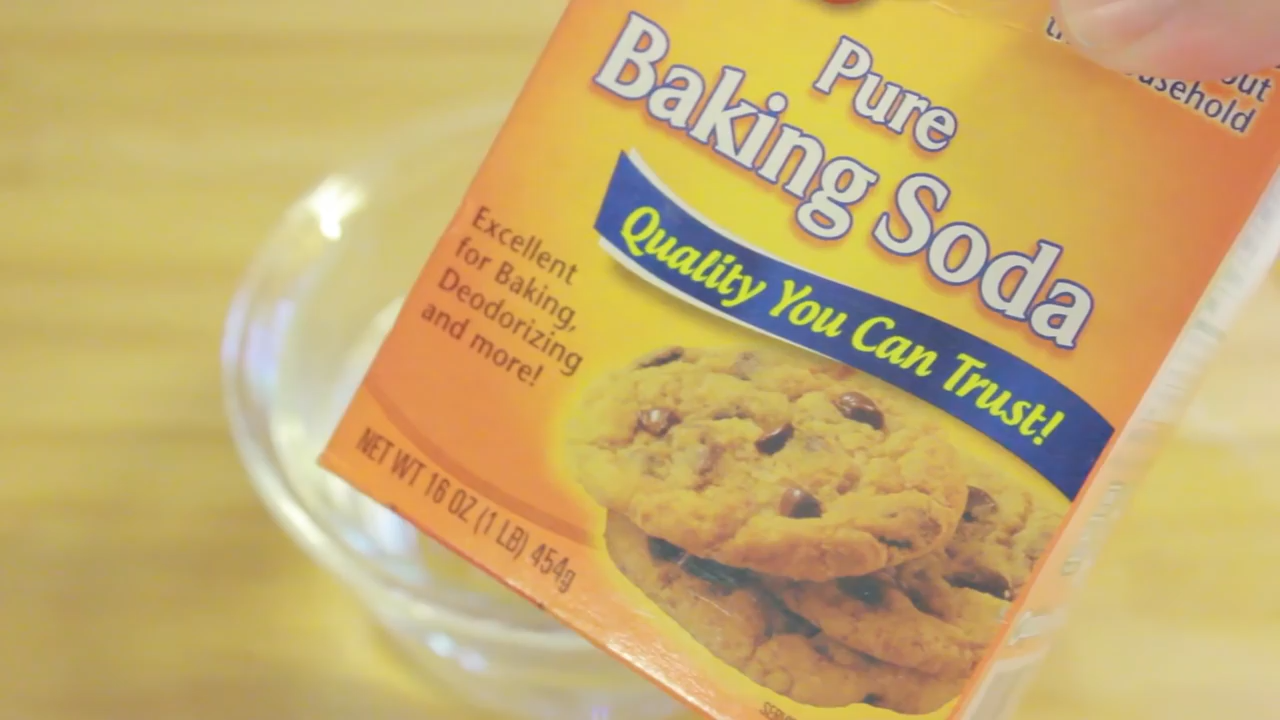 Pure
Baking Soda
Quality You Can Trust!
Excellent
for Baking,
Deodorizing
and more!
NET WT 16 OZ (1 LB) 454g